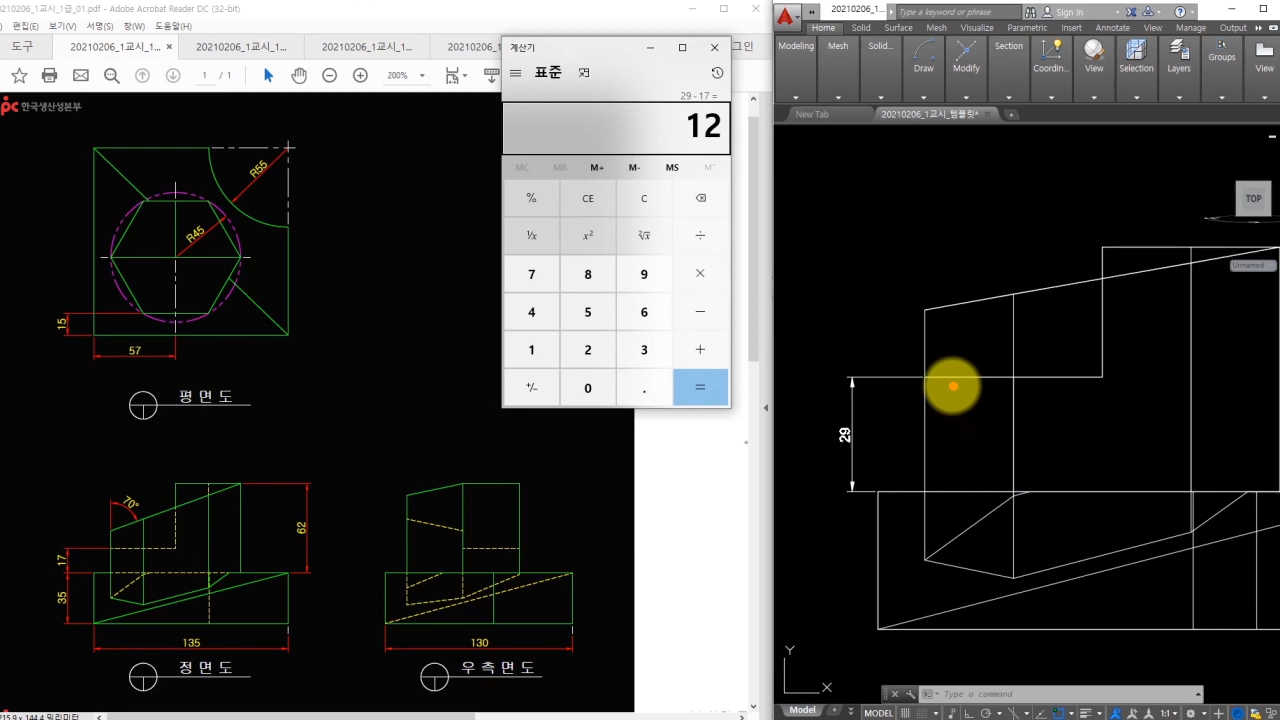 20210206_1교시_1급_01.pdf - Adobe Acrobat Reader DC (32-bit)
편집(E) 보기(V) 서명(S) 창(W) 도움말(H)
도구 20210206_1교시_1... × 20210206_1교시_1... 20210206_1교시_1... 20210206_1... 그인
1 / 1 200%
한국생산성본부
R55
R45
15
57
평 면 도
70°
62
17
35
135
130
정 면 도
우 측 면 도
밀리미터
계산기
표준
29 - 17 =
12
MC MR M+ M- MS M˅
% CE C
¹/x x² ²√x ÷
7 8 9 ×
4 5 6 −
1 2 3 +
+/- 0 . =
20210206_1... Type a keyword or phrase Sign In
Home Solid Surface Mesh Visualize Parametric Insert Annotate View Manage Output
Modeling Mesh Solid... Draw Modify Section Coordin... View Selection Layers Groups View
New Tab 20210206_1교시_템플릿*
TOP
Unnamed
29
Y
X
Type a command
Model MODEL 1:1